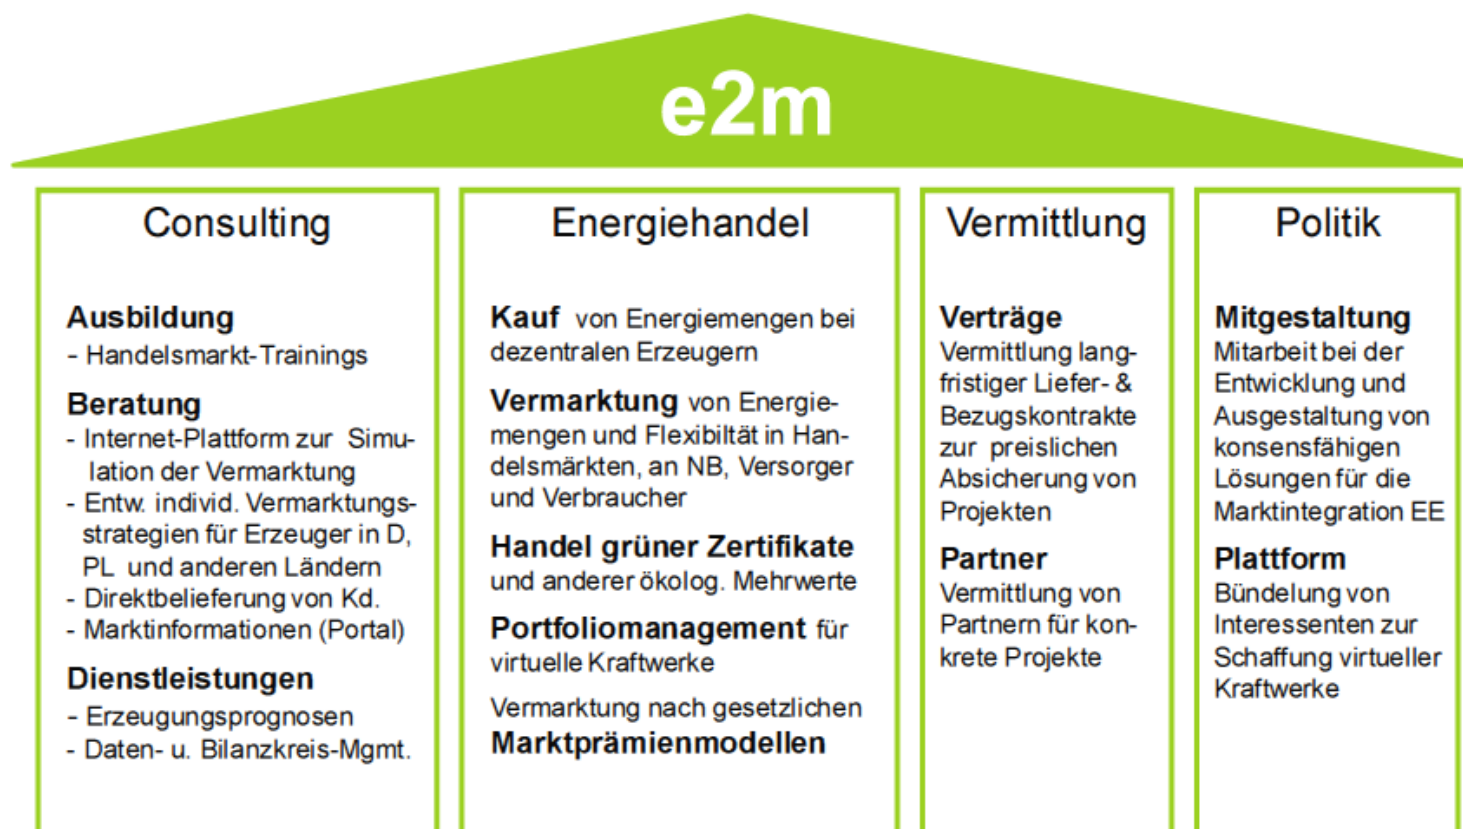 e2m
Consulting
Ausbildung
- Handelsmarkt-Trainings
Beratung
- Internet-Plattform zur Simu-
lation der Vermarktung
- Entw. individ. Vermarktungs-
strategien für Erzeuger in D,
PL und anderen Ländern
- Direktbelieferung von Kd.
- Marktinformationen (Portal)
Dienstleistungen
- Erzeugungsprognosen
- Daten- u. Bilanzkreis-Mgmt.
Energiehandel
Kauf von Energiemengen bei
dezentralen Erzeugern
Vermarktung von Energie-
mengen und Flexibiltät in Han-
delsmärkten, an NB, Versorger
und Verbraucher
Handel grüner Zertifikate
und anderer ökolog. Mehrwerte
Portfoliomanagement für
virtuelle Kraftwerke
Vermarktung nach gesetzlichen
Marktprämienmodellen
Vermittlung
Verträge
Vermittlung lang-
fristiger Liefer- &
Bezugskontrakte
zur preislichen
Absicherung von
Projekten
Partner
Vermittlung von
Partnern für kon-
krete Projekte
Politik
Mitgestaltung
Mitarbeit bei der
Entwicklung und
Ausgestaltung von
konsensfähigen
Lösungen für die
Marktintegration EE
Plattform
Bündelung von
Interessenten zur
Schaffung virtueller
Kraftwerke